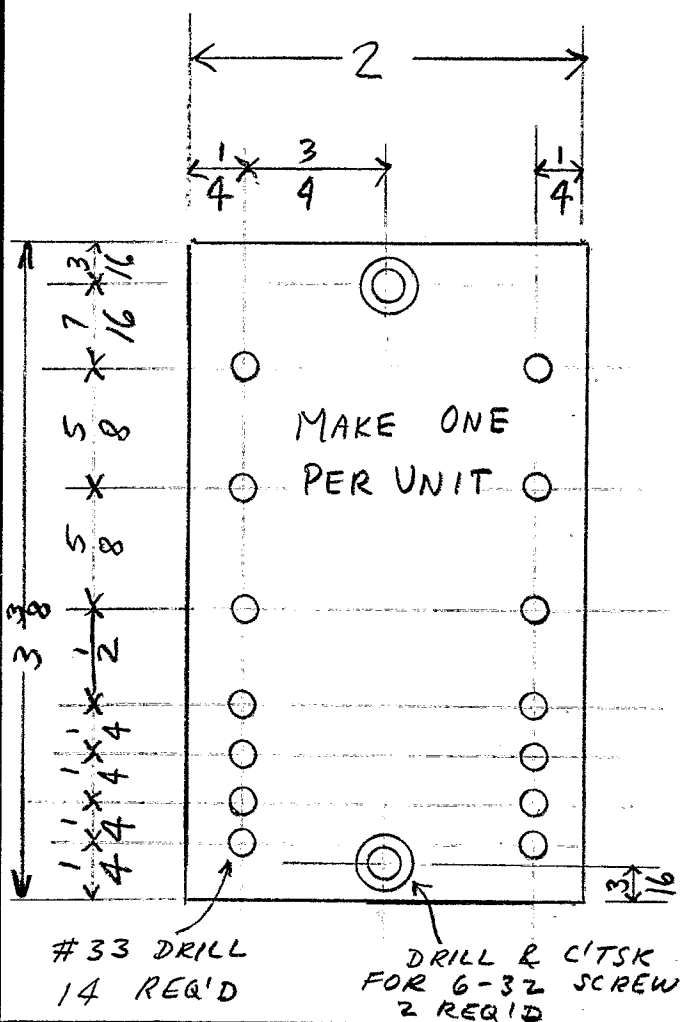 2
1/4
3/4
1/4
3/16
7/16
5/8
5/8
3 3/8
1/2
1/4
1/4
1/4
1/4
3/16
MAKE ONE
PER UNIT
#33 DRILL
14 REQ'D
DRILL & C'TSK
FOR 6-32 SCREW
2 REQ'D